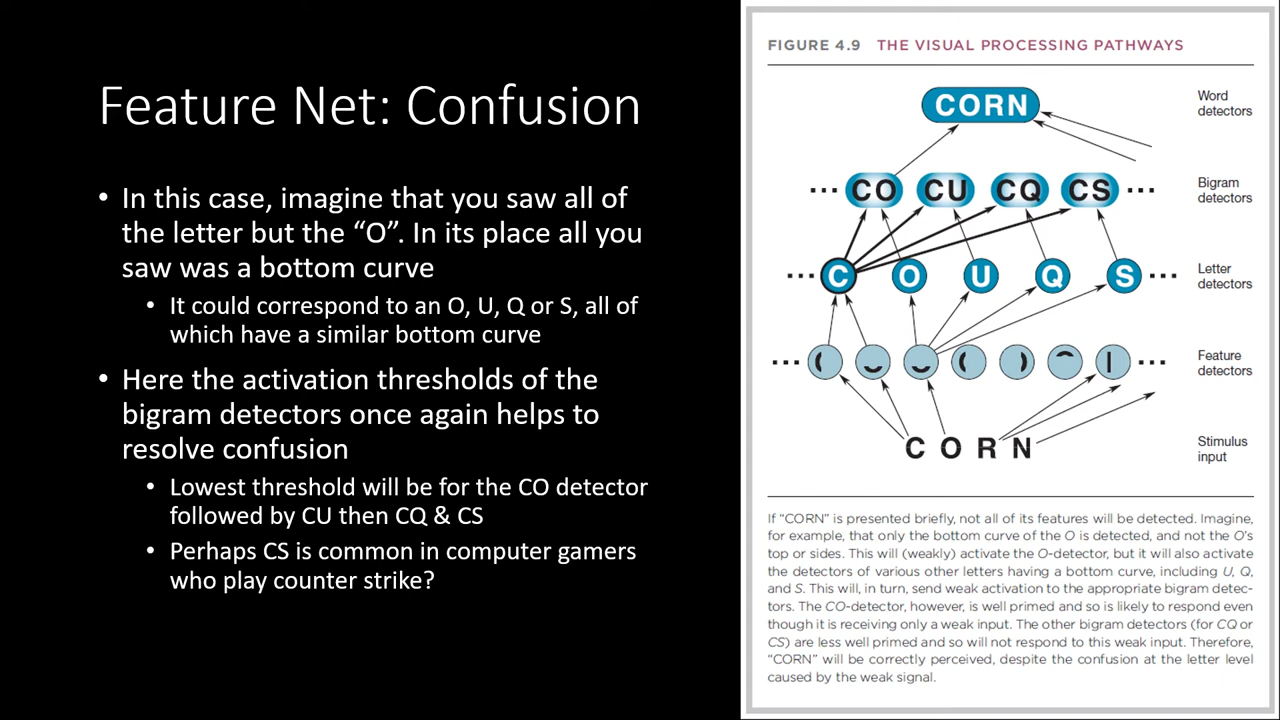 Feature Net: Confusion
• In this case, imagine that you saw all of
the letter but the “O”. In its place all you
saw was a bottom curve
• It could correspond to an O, U, Q or S, all of
which have a similar bottom curve
• Here the activation thresholds of the
bigram detectors once again helps to
resolve confusion
• Lowest threshold will be for the CO detector
followed by CU then CQ & CS
• Perhaps CS is common in computer gamers
who play counter strike?
FIGURE 4.9 THE VISUAL PROCESSING PATHWAYS
CORN
Word
detectors
··· CO CU CQ CS ···
Bigram
detectors
··· C O U Q S ···
Letter
detectors
··· ···
Feature
detectors
C O R N
Stimulus
input
If “CORN” is presented briefly, not all of its features will be detected. Imagine,
for example, that only the bottom curve of the O is detected, and not the O’s
top or sides. This will (weakly) activate the O-detector, but it will also activate
the detectors of various other letters having a bottom curve, including U, Q,
and S. This will, in turn, send weak activation to the appropriate bigram detec-
tors. The CO-detector, however, is well primed and so is likely to respond even
though it is receiving only a weak input. The other bigram detectors (for CQ or
CS) are less well primed and so will not respond to this weak input. Therefore,
“CORN” will be correctly perceived, despite the confusion at the letter level
caused by the weak signal.